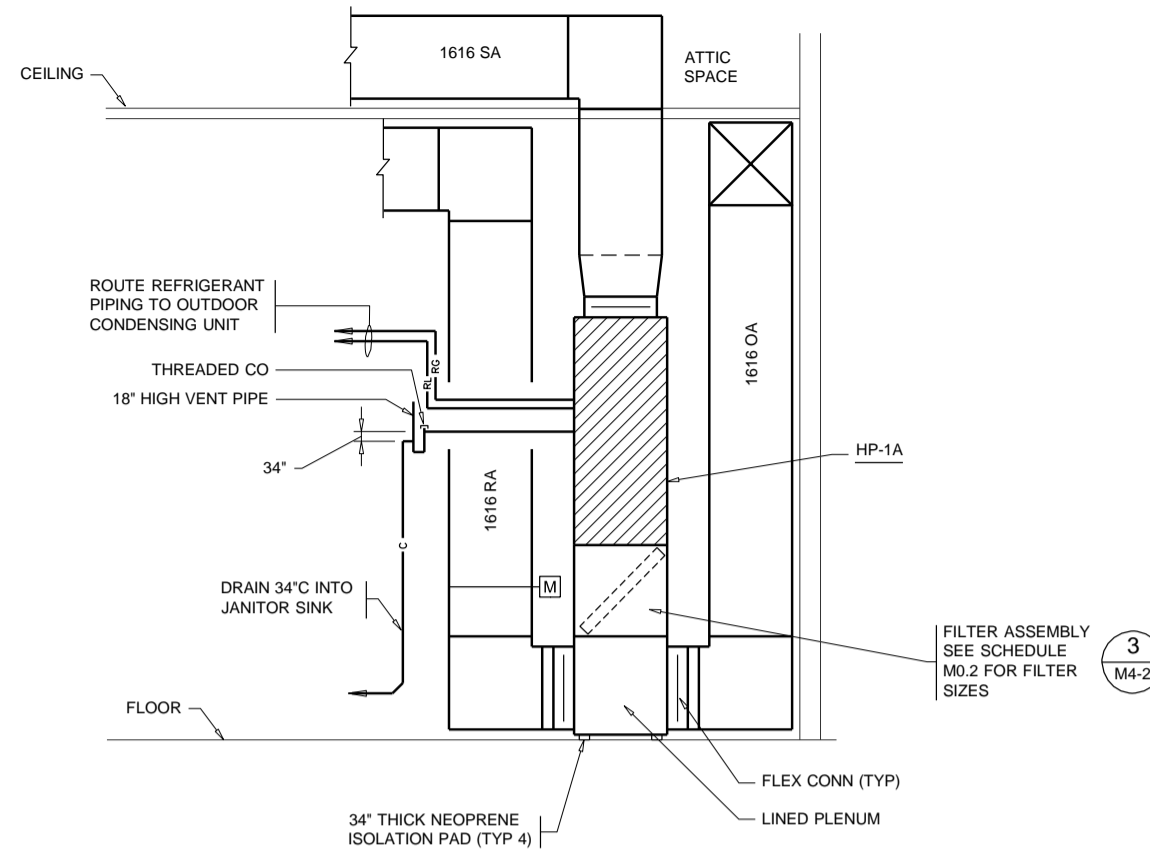 1616 SA
ATTIC
SPACE
CEILING
ROUTE REFRIGERANT
PIPING TO OUTDOOR
CONDENSING UNIT
RL
RG
THREADED CO
18" HIGH VENT PIPE
34"
1616 RA
1616 OA
HP-1A
C
M
DRAIN 34"C INTO
JANITOR SINK
FILTER ASSEMBLY
SEE SCHEDULE
M0.2 FOR FILTER
SIZES
3
M4-2
FLOOR
FLEX CONN (TYP)
LINED PLENUM
34" THICK NEOPRENE
ISOLATION PAD (TYP 4)